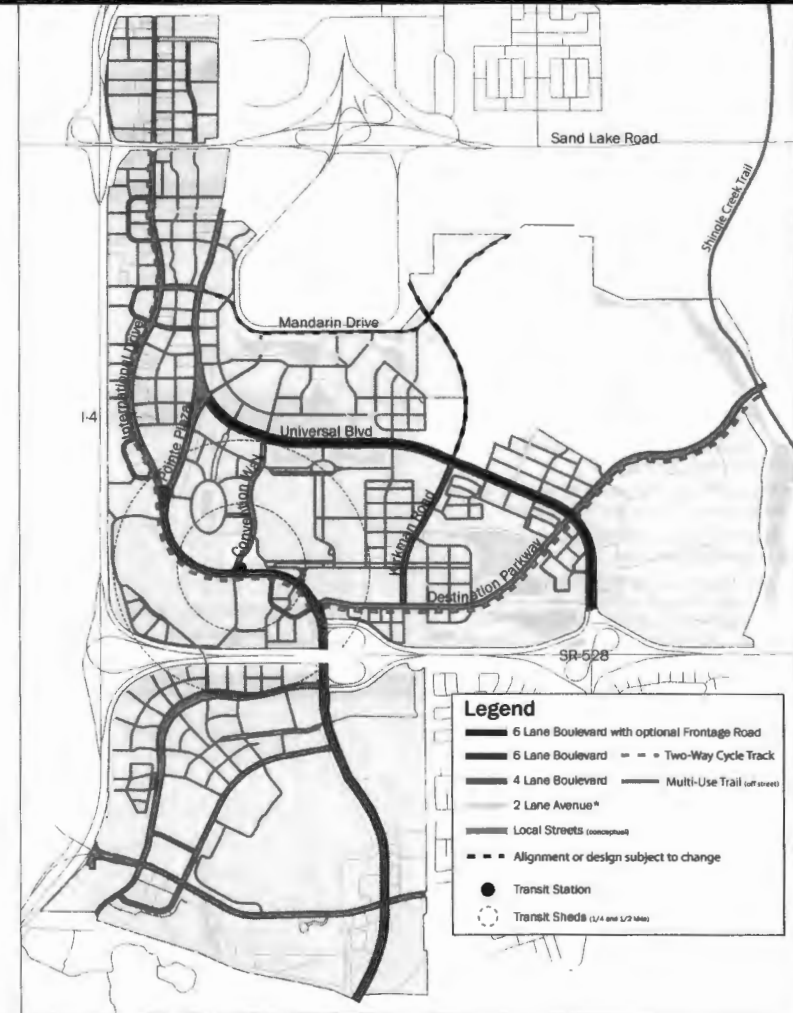 Sand Lake Road
Shingle Creek Trail
Mandarin Drive
International Drive
I-4
Pointe Plaza
Universal Blvd
Convention Way
Kirkman Road
Destination Parkway
SR-528
Legend
6 Lane Boulevard with optional Frontage Road
6 Lane Boulevard
Two-Way Cycle Track
4 Lane Boulevard
Multi-Use Trail (off street)
2 Lane Avenue*
Local Streets (conceptual)
Alignment or design subject to change
Transit Station
Transit Sheds (1/4 and 1/2 Mile)